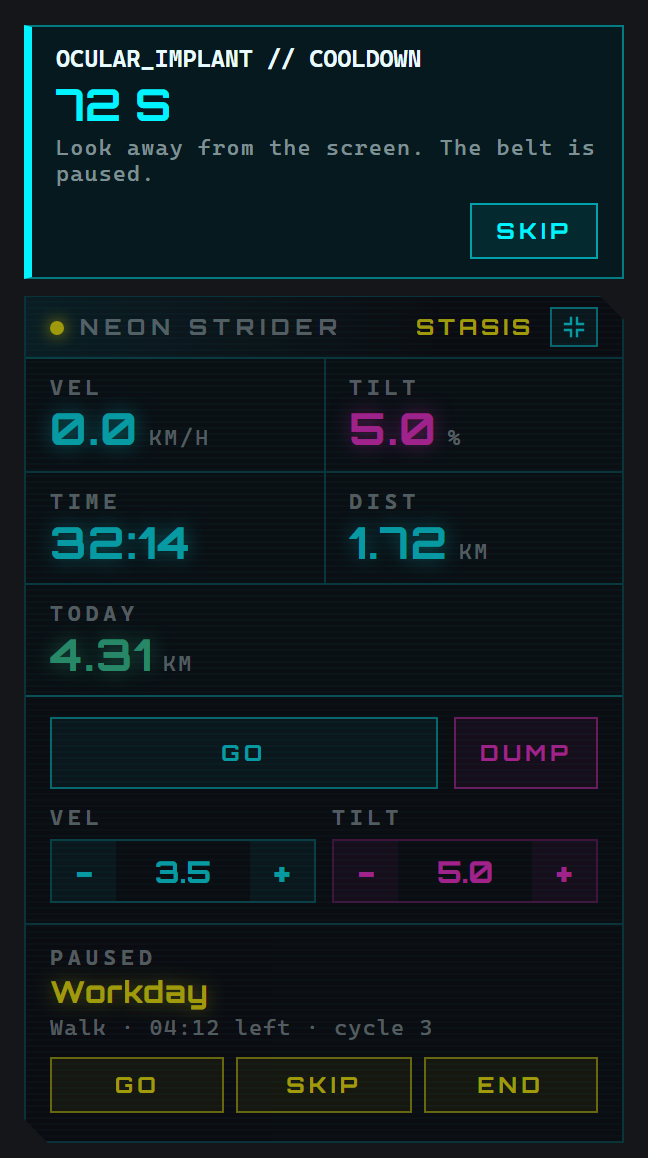 OCULAR_IMPLANT // COOLDOWN
72 S
Look away from the screen. The belt is
paused.
SKIP
NEON STRIDER
STASIS
VEL
0.0 KM/H
TILT
5.0 %
TIME
32:14
DIST
1.72 KM
TODAY
4.31 KM
GO
DUMP
VEL
TILT
- 3.5 +
- 5.0 +
PAUSED
Workday
Walk · 04:12 left · cycle 3
GO
SKIP
END